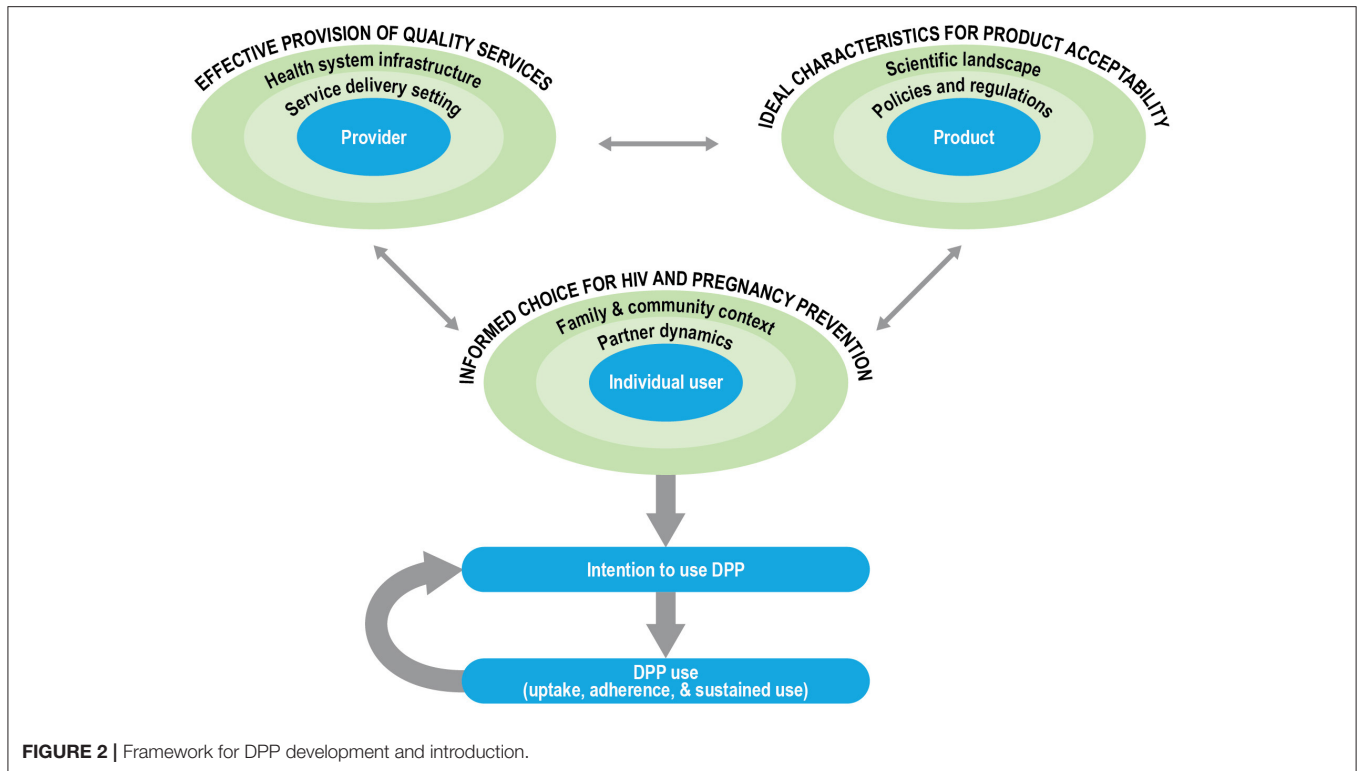 EFFECTIVE PROVISION OF QUALITY SERVICES
Health system infrastructure
Service delivery setting
Provider
IDEAL CHARACTERISTICS FOR PRODUCT ACCEPTABILITY
Scientific landscape
Policies and regulations
Product
INFORMED CHOICE FOR HIV AND PREGNANCY PREVENTION
Family & community context
Partner dynamics
Individual user
Intention to use DPP
DPP use
(uptake, adherence, & sustained use)
FIGURE 2 | Framework for DPP development and introduction.